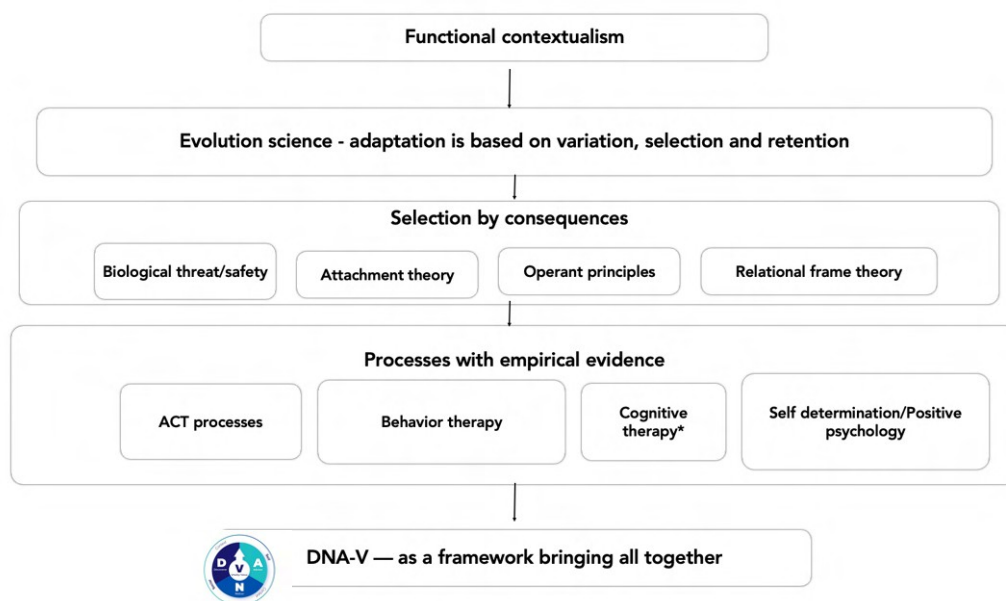 Functional contextualism
Evolution science - adaptation is based on variation, selection and retention
Selection by consequences
Biological threat/safety
Attachment theory
Operant principles
Relational frame theory
Processes with empirical evidence
ACT processes
Behavior therapy
Cognitive
therapy*
Self determination/Positive
psychology
D V A
N
DNA-V — as a framework bringing all together